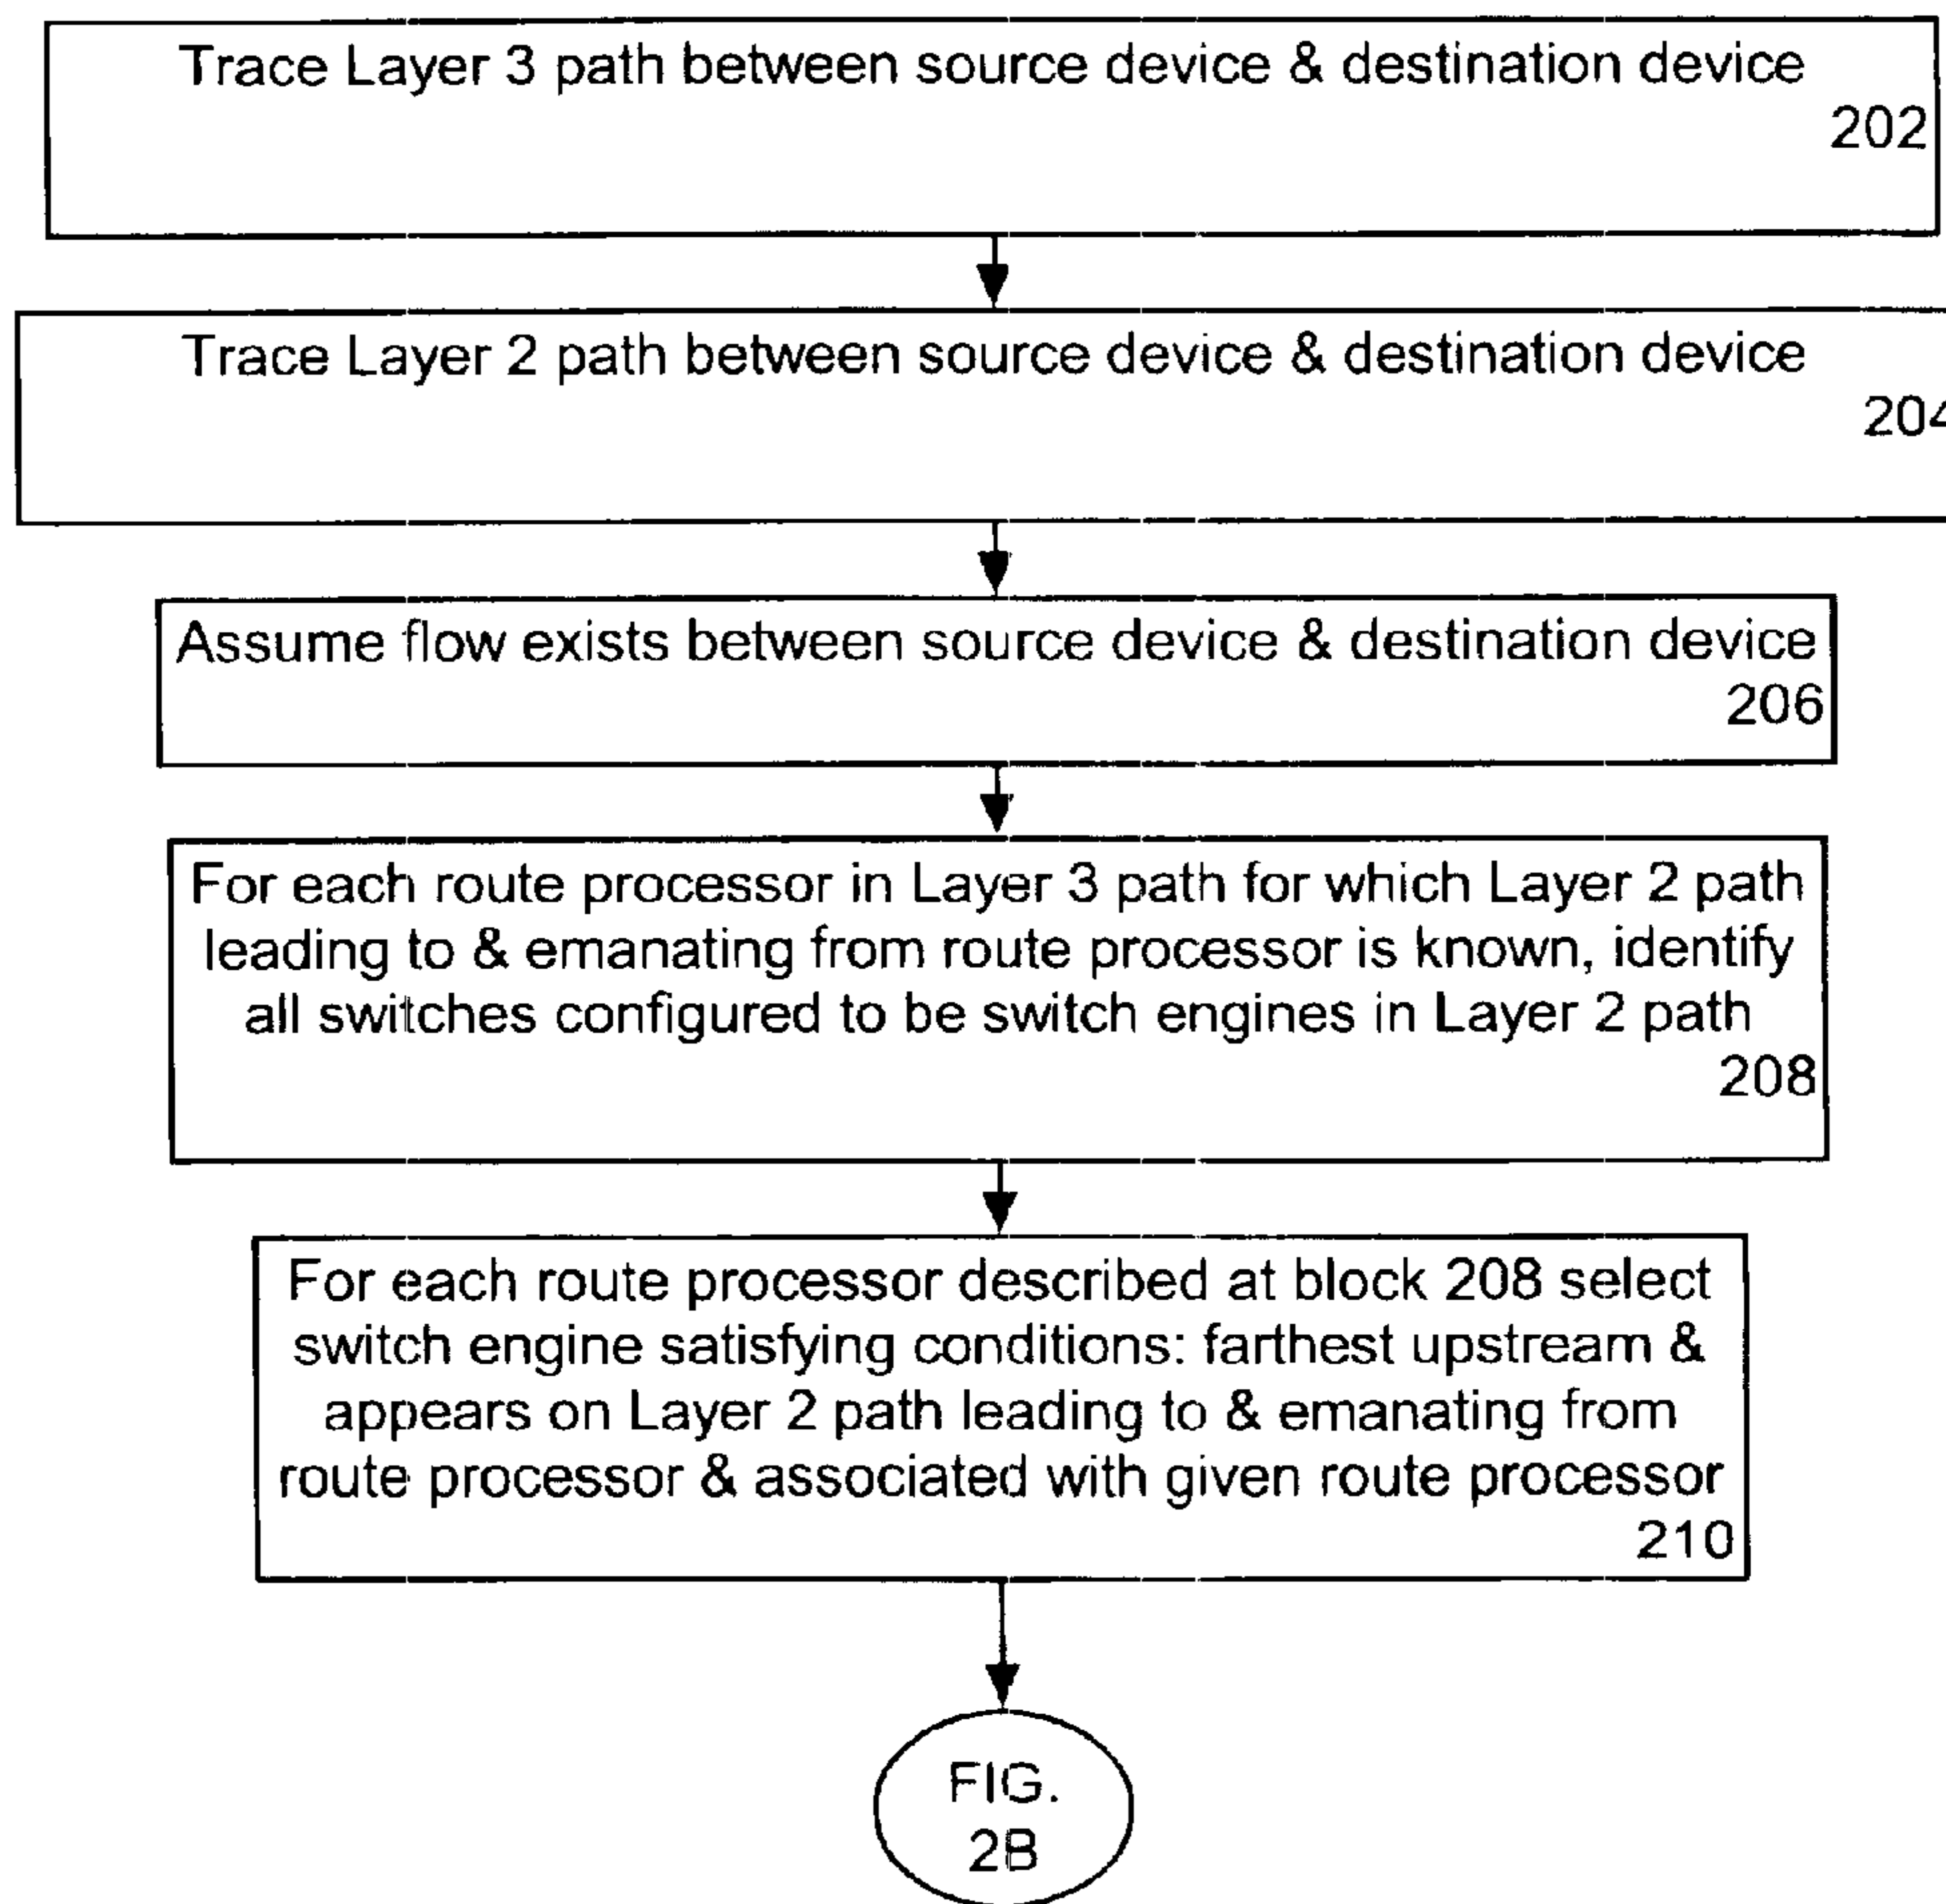 Trace Layer 3 path between source device & destination device
202
Trace Layer 2 path between source device & destination device
204
Assume flow exists between source device & destination device
206
For each route processor in Layer 3 path for which Layer 2 path
leading to & emanating from route processor is known, identify
all switches configured to be switch engines in Layer 2 path
208
For each route processor described at block 208 select
switch engine satisfying conditions: farthest upstream &
appears on Layer 2 path leading to & emanating from
route processor & associated with given route processor
210
FIG.
2B